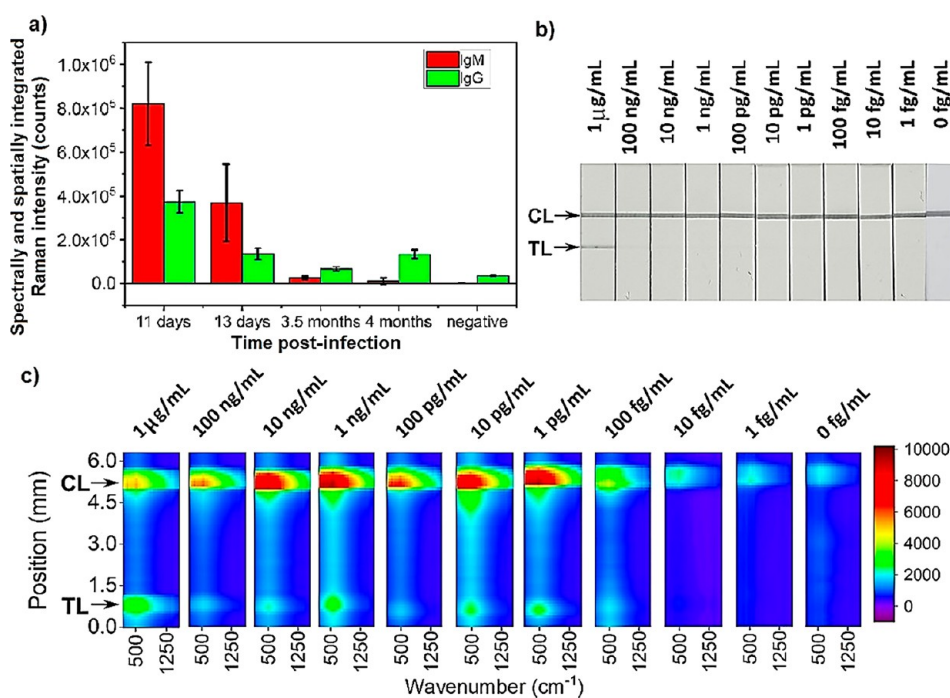 a)
Spectrally and spatially integrated
Raman intensity (counts)
1.0x10⁶
8.0x10⁵
6.0x10⁵
4.0x10⁵
2.0x10⁵
0.0
IgM
IgG
11 days 13 days 3.5 months 4 months negative
Time post-infection
b)
1 µg/mL
100 ng/mL
10 ng/mL
1 ng/mL
100 pg/mL
10 pg/mL
1 pg/mL
100 fg/mL
10 fg/mL
1 fg/mL
0 fg/mL
CL
TL
c)
1µg/mL
100 ng/mL
10 ng/mL
1 ng/mL
100 pg/mL
10 pg/mL
1 pg/mL
100 fg/mL
10 fg/mL
1 fg/mL
0 fg/mL
Position (mm)
6.0
CL
4.5
3.0
1.5
TL
0.0
500 1250 500 1250 500 1250 500 1250 500 1250 500 1250 500 1250 500 1250 500 1250 500 1250 500 1250
Wavenumber (cm⁻¹)
10000
8000
6000
4000
2000
0